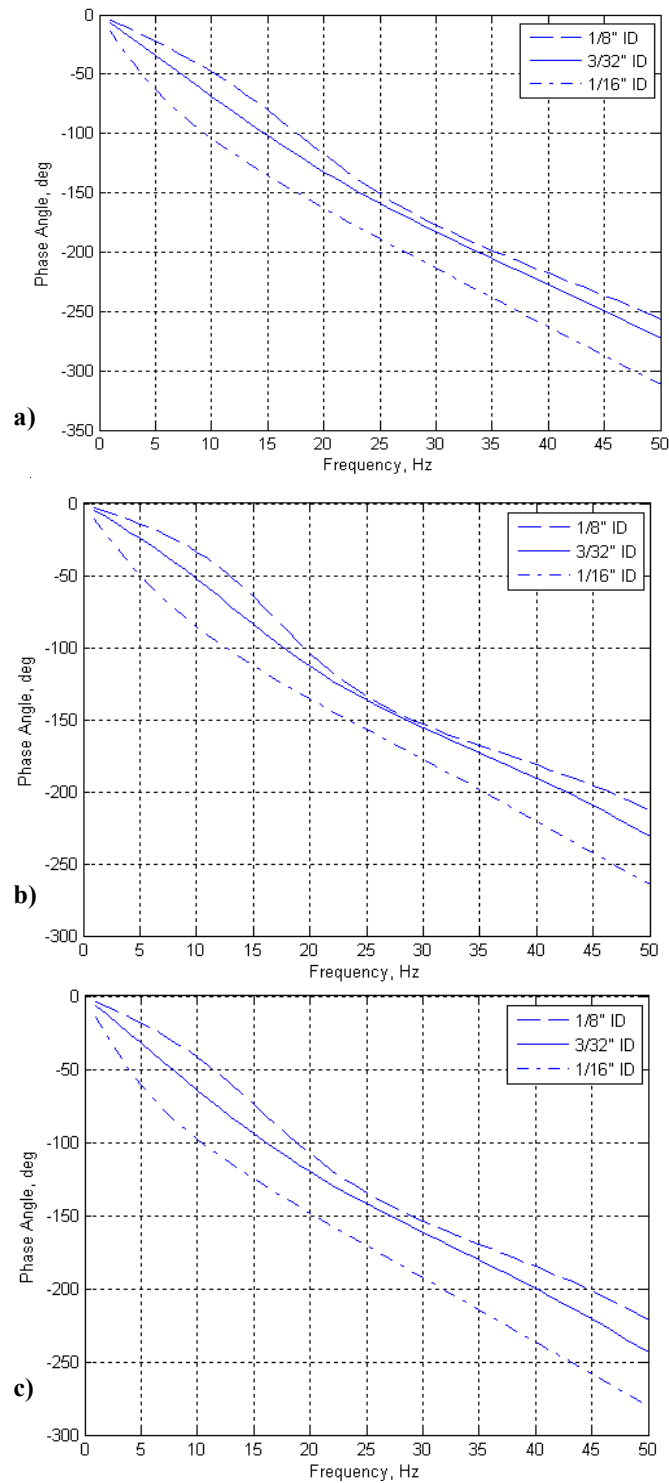 0
-50
-100
-150
-200
-250
-300
-350
Phase Angle, deg
1/8" ID
3/32" ID
1/16" ID
0 5 10 15 20 25 30 35 40 45 50
Frequency, Hz
a)
0
-50
-100
-150
-200
-250
-300
Phase Angle, deg
1/8" ID
3/32" ID
1/16" ID
0 5 10 15 20 25 30 35 40 45 50
Frequency, Hz
b)
0
-50
-100
-150
-200
-250
-300
Phase Angle, deg
1/8" ID
3/32" ID
1/16" ID
0 5 10 15 20 25 30 35 40 45 50
Frequency, Hz
c)